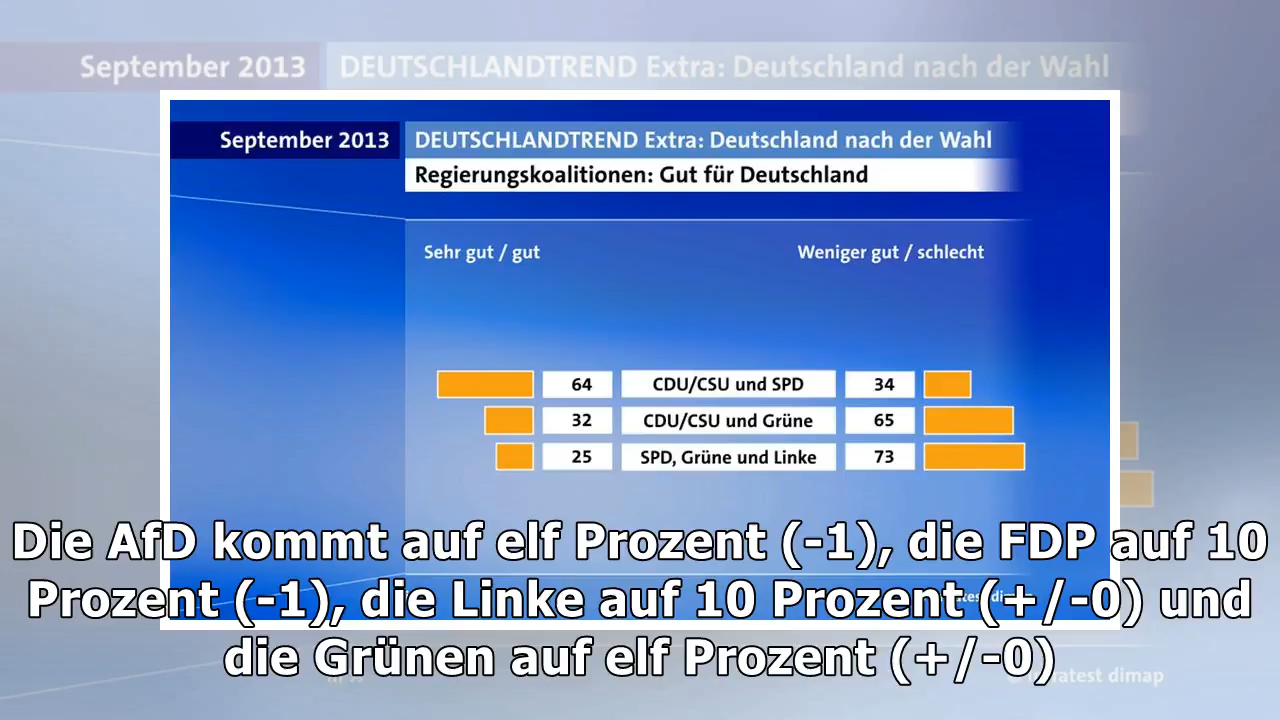 September 2013 DEUTSCHLANDTREND Extra: Deutschland nach der Wahl
September 2013 DEUTSCHLANDTREND Extra: Deutschland nach der Wahl
Regierungskoalitionen: Gut für Deutschland
Sehr gut / gut Weniger gut / schlecht
64 CDU/CSU und SPD 34
32 CDU/CSU und Grüne 65
25 SPD, Grüne und Linke 73
Die AfD kommt auf elf Prozent (-1), die FDP auf 10
Prozent (-1), die Linke auf 10 Prozent (+/-0) und
die Grünen auf elf Prozent (+/-0)
dimap